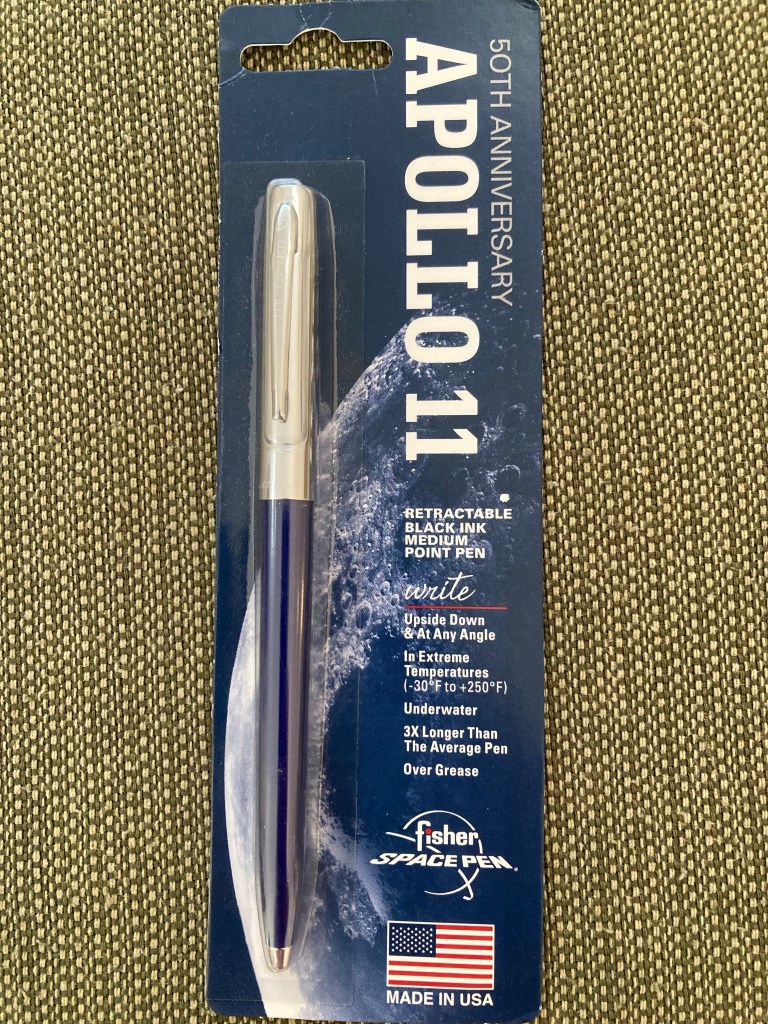 50TH ANNIVERSARY
APOLLO 11
RETRACTABLE
BLACK INK
MEDIUM
POINT PEN
write
Upside Down
& At Any Angle
In Extreme
Temperatures
(-30°F to +250°F)
Underwater
3X Longer Than
The Average Pen
Over Grease
fisher
SPACE PEN
MADE IN USA